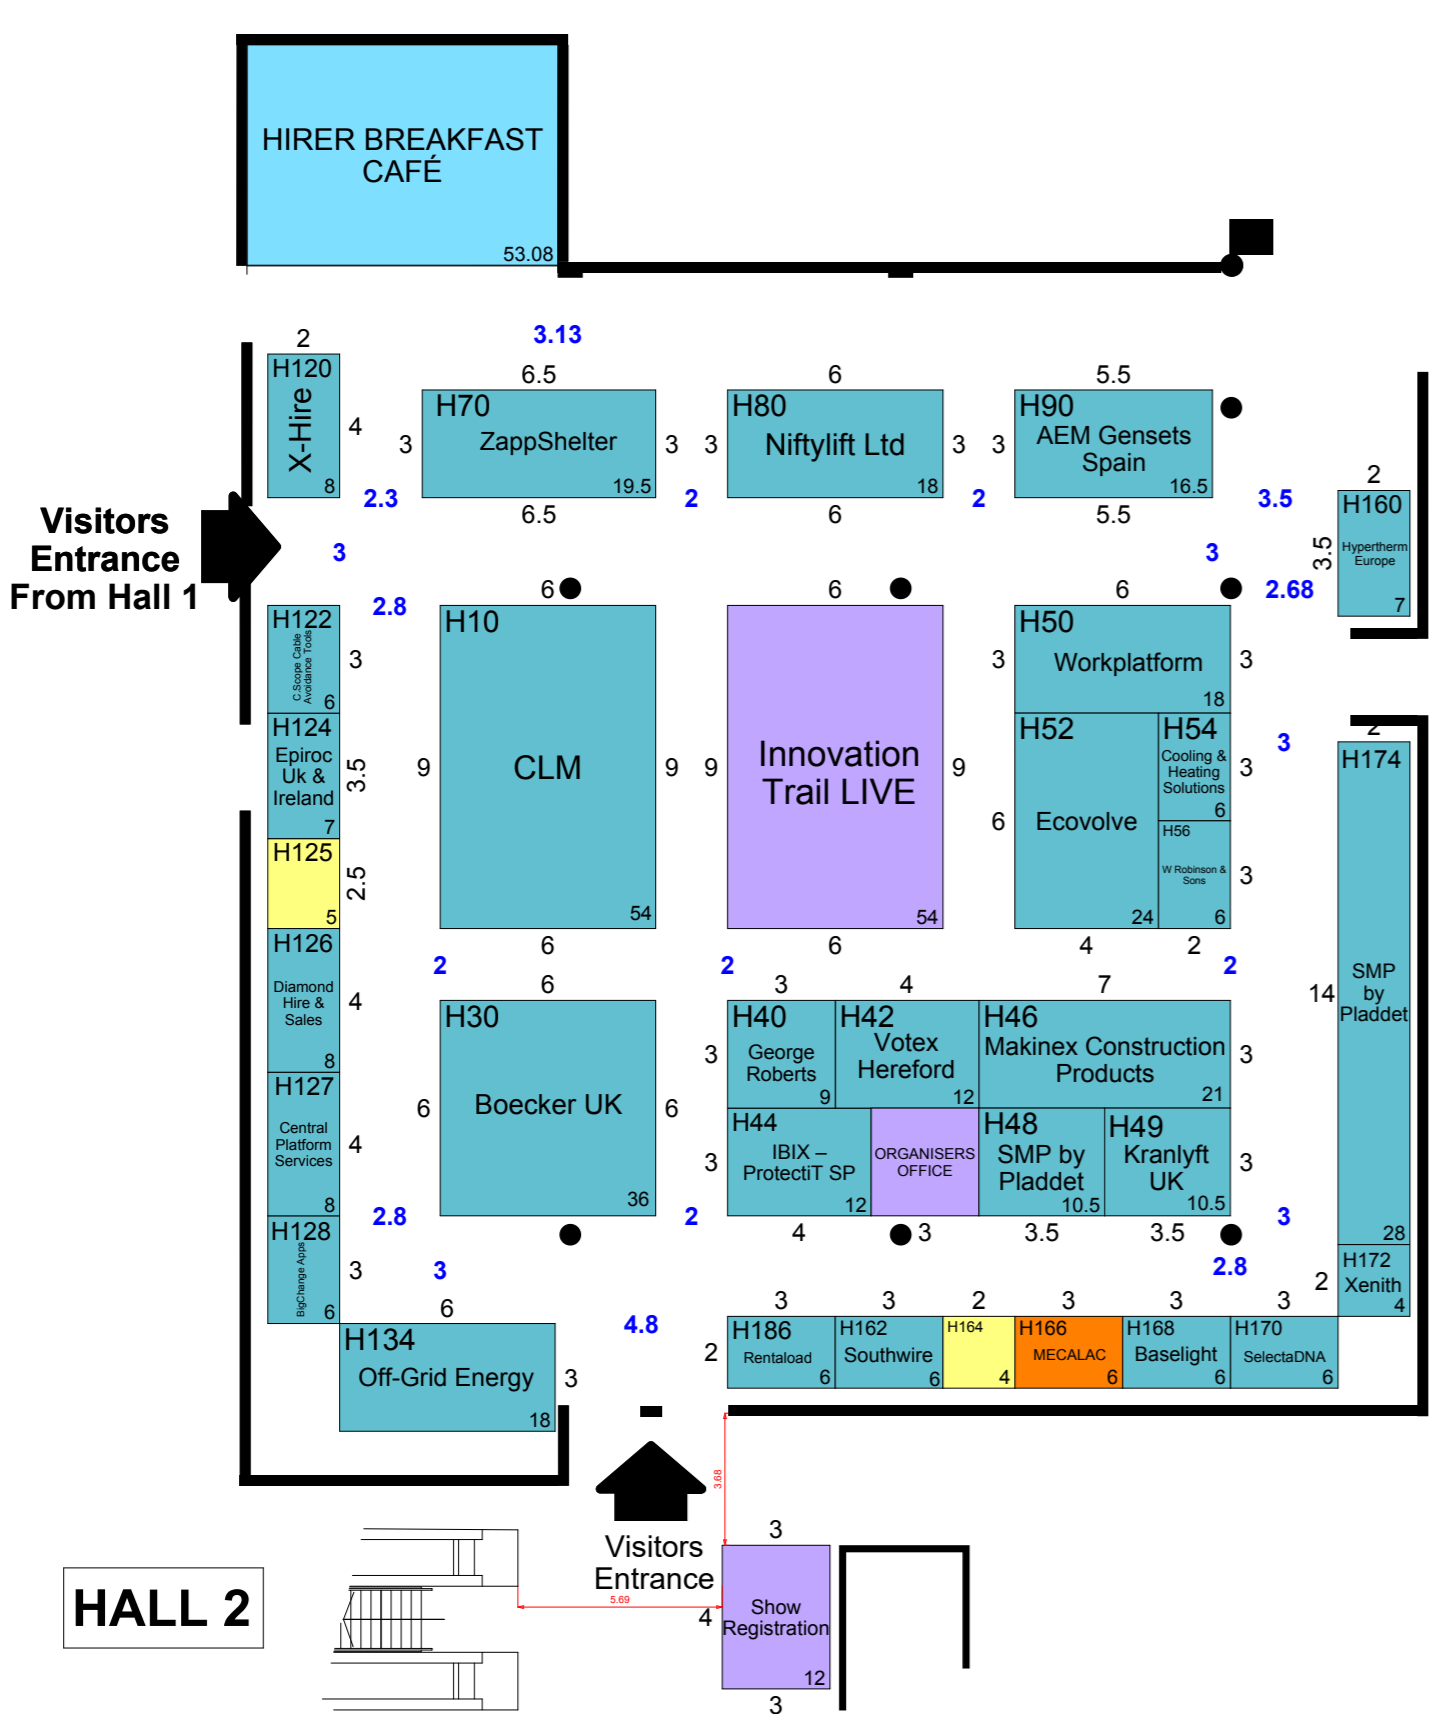 HIRER BREAKFAST
CAFÉ
53.08
3.13
2
H120
X-Hire
8
4
6.5
H70
ZappShelter
19.5
3
3
6.5
6
H80
Niftylift Ltd
18
3
3
6
5.5
H90
AEM Gensets
Spain
16.5
3
5.5
2.3
2
2
3.5
2
H160
Hypertherm
Europe
7
3.5
Visitors
Entrance
From Hall 1
3
3
2.68
2.8
H122
C.Scope Cable
Avoidance Tools
6
3
H124
Epiroc
Uk &
Ireland
7
3.5
H125
5
2.5
H126
Diamond
Hire &
Sales
8
4
H127
Central
Platform
Services
8
4
H128
BigChange Apps
6
3
6
H10
CLM
54
9
9
6
Innovation
Trail LIVE
54
9
9
6
6
H50
Workplatform
18
3
3
H52
Ecovolve
24
6
4
H54
Cooling &
Heating
Solutions
6
3
H56
W Robinson &
Sons
6
3
2
3
2
H174
SMP
by
Pladdet
28
14
H172
Xenith
4
2
2
2
2
6
H30
Boecker UK
36
6
6
3
H40
George
Roberts
9
3
4
H42
Votex
Hereford
12
7
H46
Makinex Construction
Products
21
3
H44
IBIX –
ProtectiT SP
12
3
4
ORGANISERS
OFFICE
3
H48
SMP by
Pladdet
10.5
3.5
H49
Kranlyft
UK
10.5
3
3.5
2.8
2
3
3
2.8
4.8
6
H134
Off-Grid Energy
18
3
3
H186
Rentaload
6
2
3
H162
Southwire
6
2
H164
4
3
H166
MECALAC
6
3
H168
Baselight
6
3
H170
SelectaDNA
6
3.68
Visitors
Entrance
5.69
3
Show
Registration
12
4
3
HALL 2